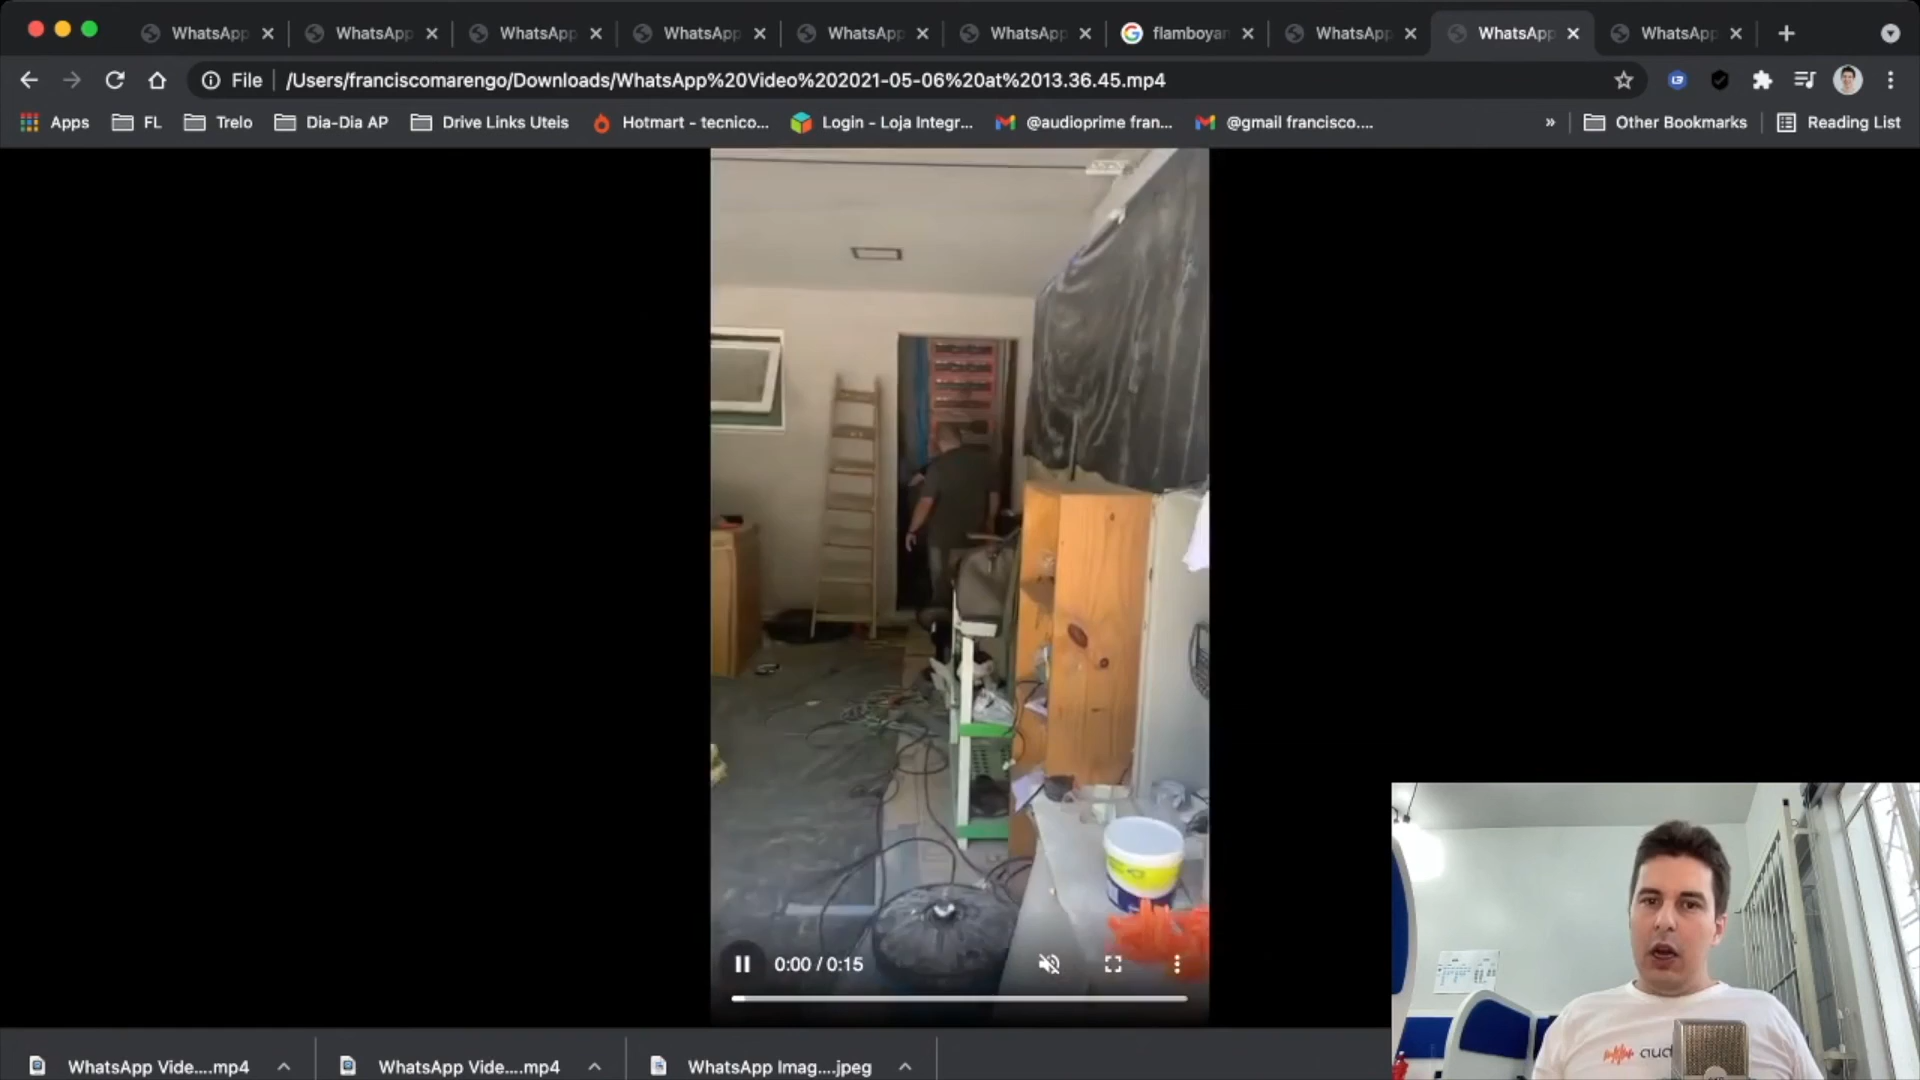 WhatsApp
WhatsApp
WhatsApp
WhatsApp
WhatsApp
WhatsApp
flamboyan
WhatsApp
WhatsApp
WhatsApp
File
/Users/franciscomarengo/Downloads/WhatsApp%20Video%202021-05-06%20at%2013.36.45.mp4
Apps
FL
Trelo
Dia-Dia AP
Drive Links Uteis
Hotmart - tecnico...
Login - Loja Integr...
@audioprime fran...
@gmail francisco....
»
Other Bookmarks
Reading List
0:00 / 0:15
aud
WhatsApp Vide....mp4
WhatsApp Vide....mp4
WhatsApp Imag....jpeg